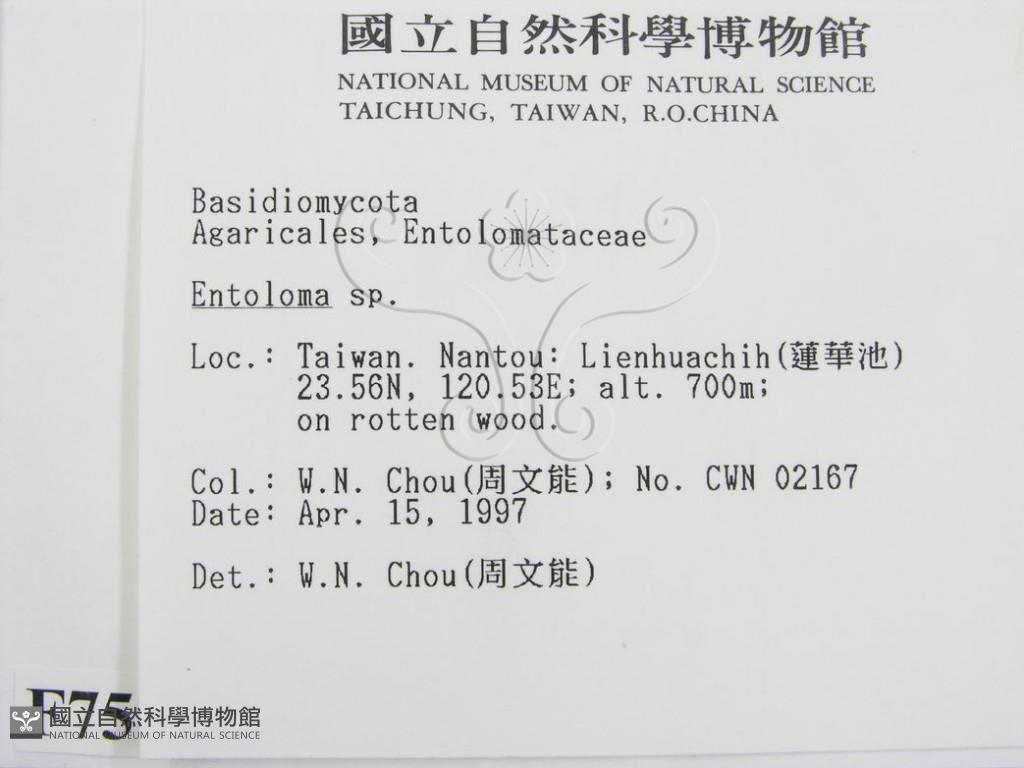 國立自然科學博物館
NATIONAL MUSEUM OF NATURAL SCIENCE
TAICHUNG, TAIWAN, R.O.CHINA
Basidiomycota
Agaricales, Entolomataceae
Entoloma sp.
Loc.: Taiwan. Nantou: Lienhuachih(蓮華池)
23.56N, 120.53E; alt. 700m;
on rotten wood.
Col.: W.N. Chou(周文能); No. CWN 02167
Date: Apr. 15, 1997
Det.: W.N. Chou(周文能)
F75
國立自然科學博物館
NATIONAL MUSEUM OF NATURAL SCIENCE